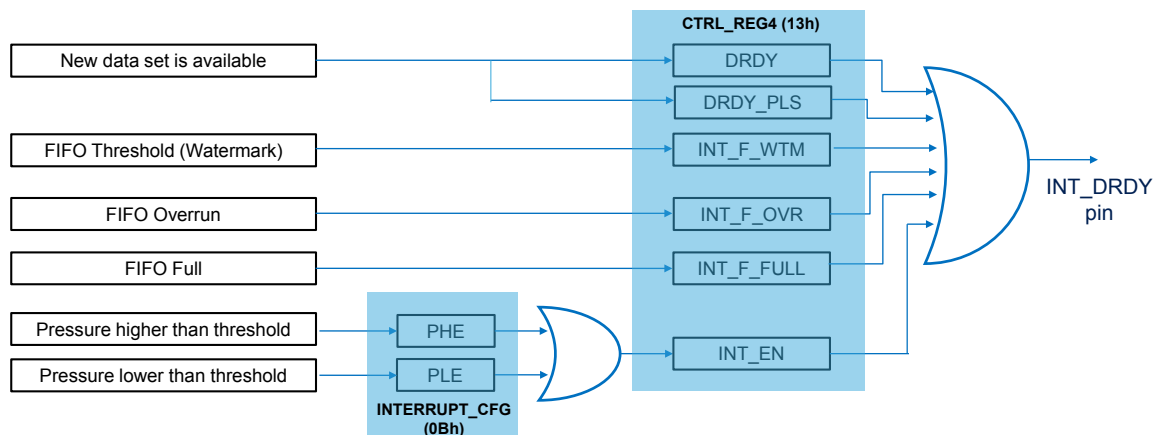 CTRL_REG4 (13h)
New data set is available
DRDY
DRDY_PLS
FIFO Threshold (Watermark)
INT_F_WTM
INT_DRDY
pin
FIFO Overrun
INT_F_OVR
FIFO Full
INT_F_FULL
Pressure higher than threshold
PHE
INT_EN
Pressure lower than threshold
PLE
INTERRUPT_CFG
(0Bh)